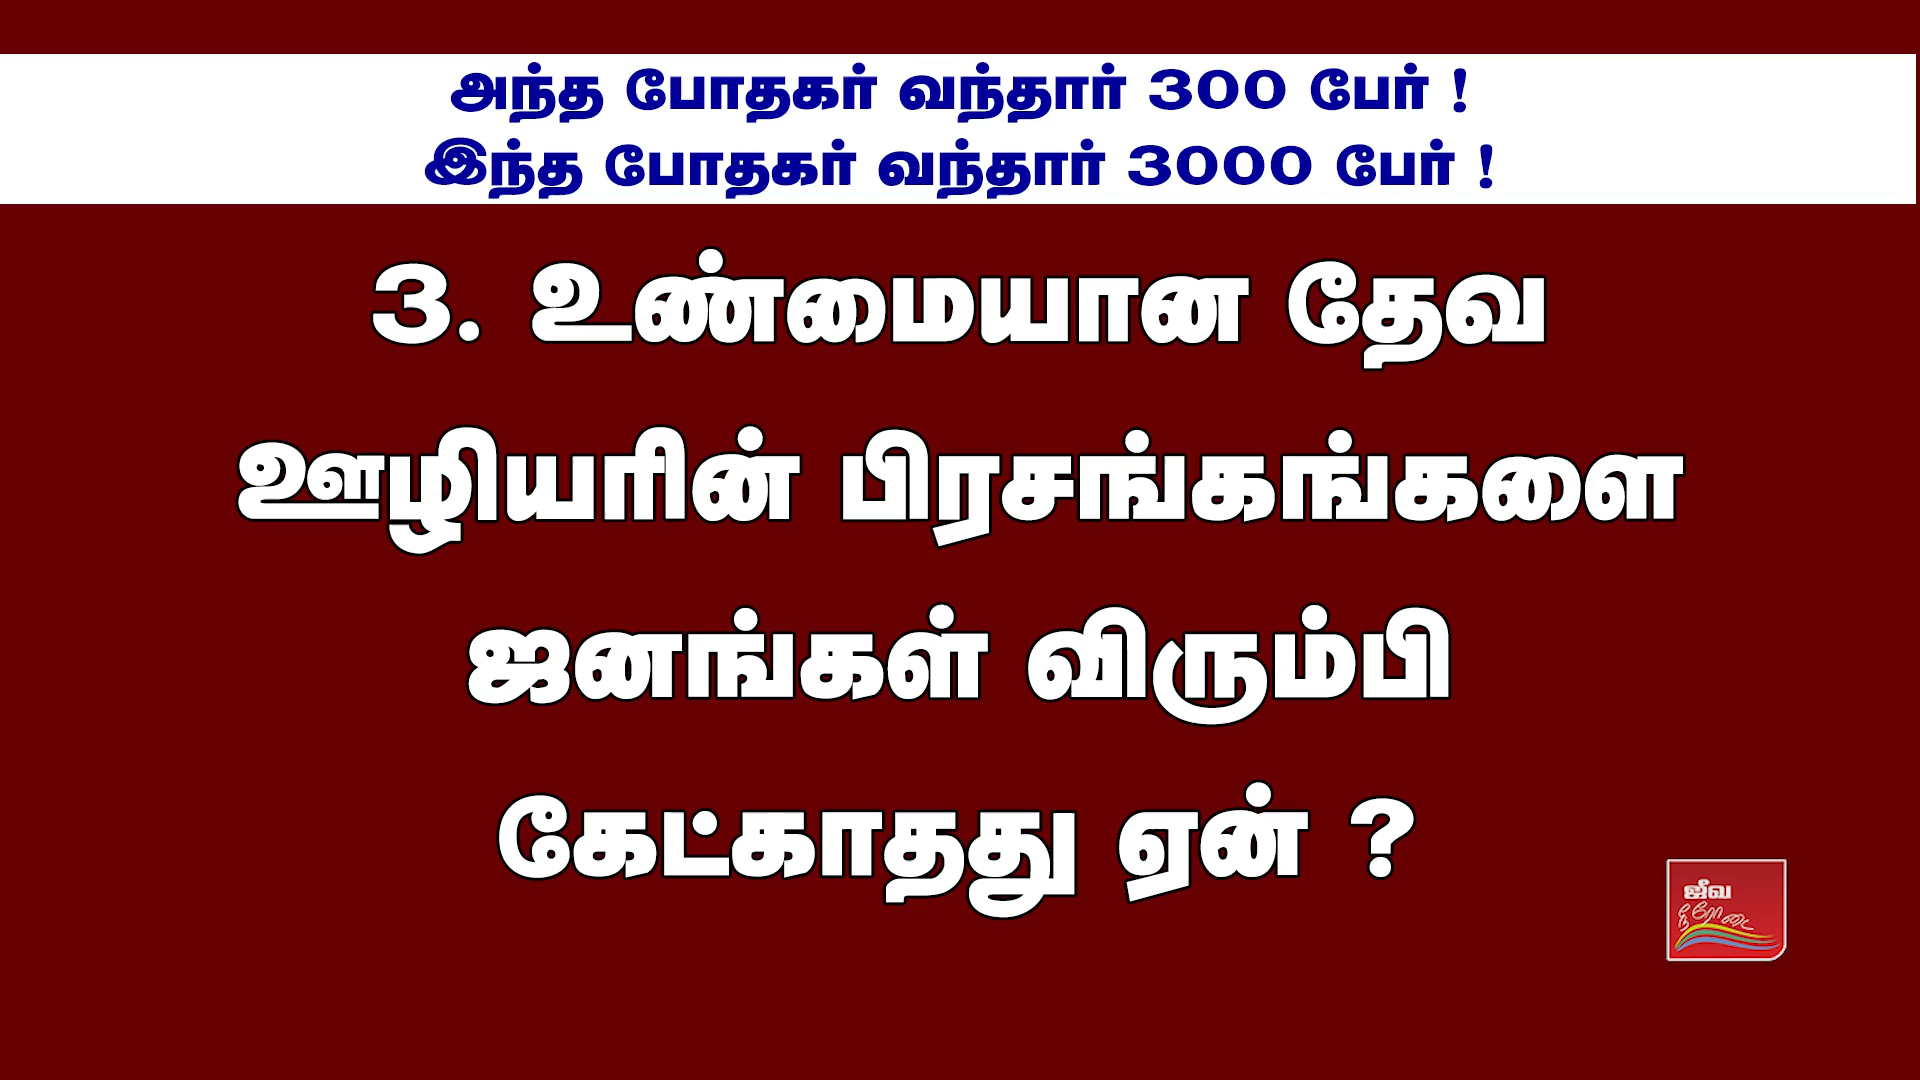 அந்த போதகர் வந்தார் 300 பேர் !
இந்த போதகர் வந்தார் 3000 பேர் !
3. உண்மையான தேவ
ஊழியரின் பிரசங்கங்களை
ஜனங்கள் விரும்பி
கேட்காதது ஏன் ?
ஜீவ
நீரோடை